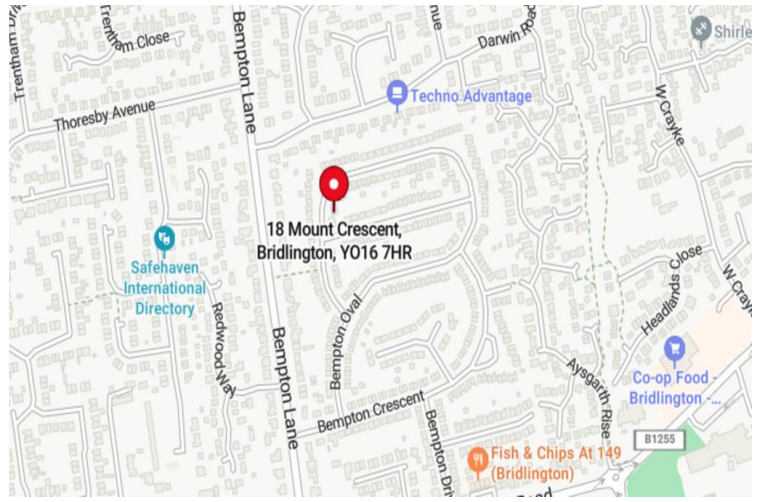 Trentham Close
Bempton Lane
Darwin Road
Shirle
Thoresby Avenue
Techno Advantage
W Crayke
18 Mount Crescent,
Bridlington, YO16 7HR
Safehaven
International
Directory
Redwood Way
Bempton Lane
Bempton Oval
Headlands Close
W Crayk
Bempton Crescent
Aysgarth Rise
Co-op Food -
Bridlington -...
B1255
Bempton Driv
Fish & Chips At 149
(Bridlington)